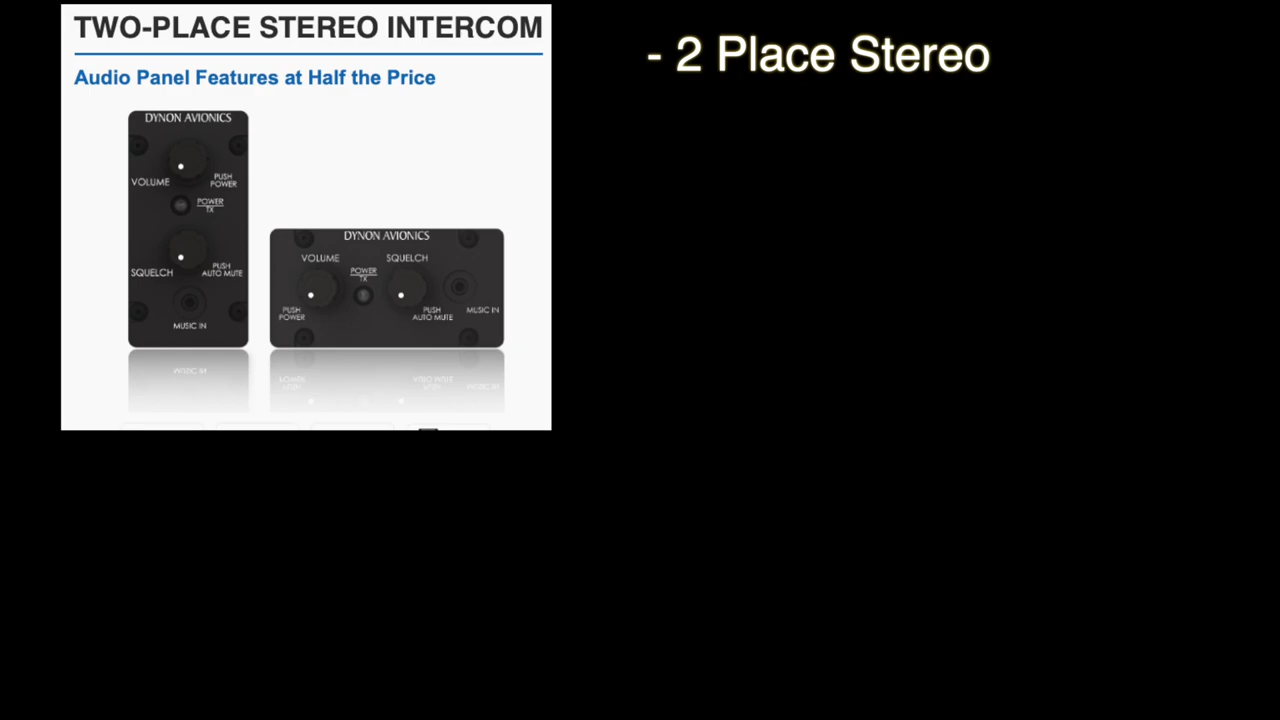 TWO-PLACE STEREO INTERCOM
Audio Panel Features at Half the Price
- 2 Place Stereo
DYNON AVIONICS
VOLUME
PUSH
POWER
POWER
TX
SQUELCH
PUSH
AUTO MUTE
MUSIC IN
DYNON AVIONICS
VOLUME
SQUELCH
POWER
TX
PUSH
POWER
PUSH
AUTO MUTE
MUSIC IN